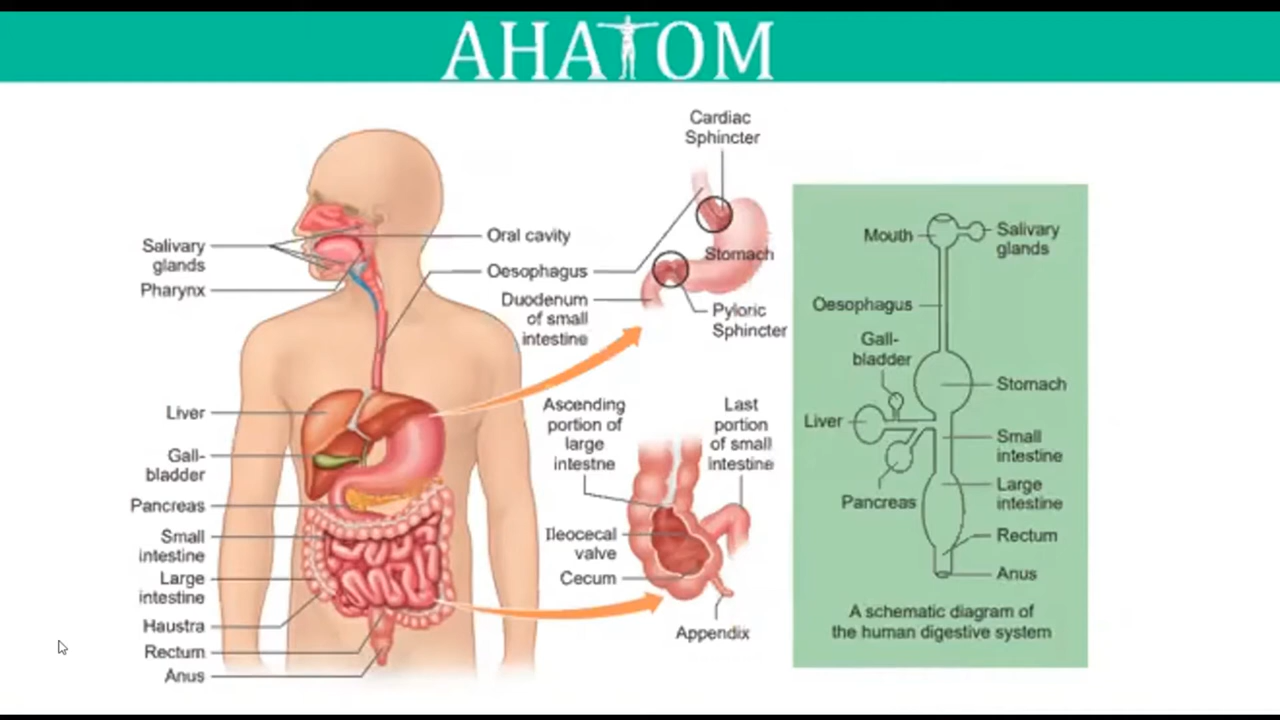 AHATOM
Salivary
glands
Pharynx
Liver
Gall-
bladder
Pancreas
Small
intestine
Large
intestine
Haustra
Rectum
Anus
Oral cavity
Oesophagus
Duodenum
of small
intestine
Cardiac
Sphincter
Stomach
Pyloric
Sphincter
Ascending
portion of
large
intestne
Last
portion
of small
intestine
Ileocecal
valve
Cecum
Appendix
Mouth
Salivary
glands
Oesophagus
Gall-
bladder
Stomach
Liver
Small
intestine
Pancreas
Large
intestine
Rectum
Anus
A schematic diagram of
the human digestive system